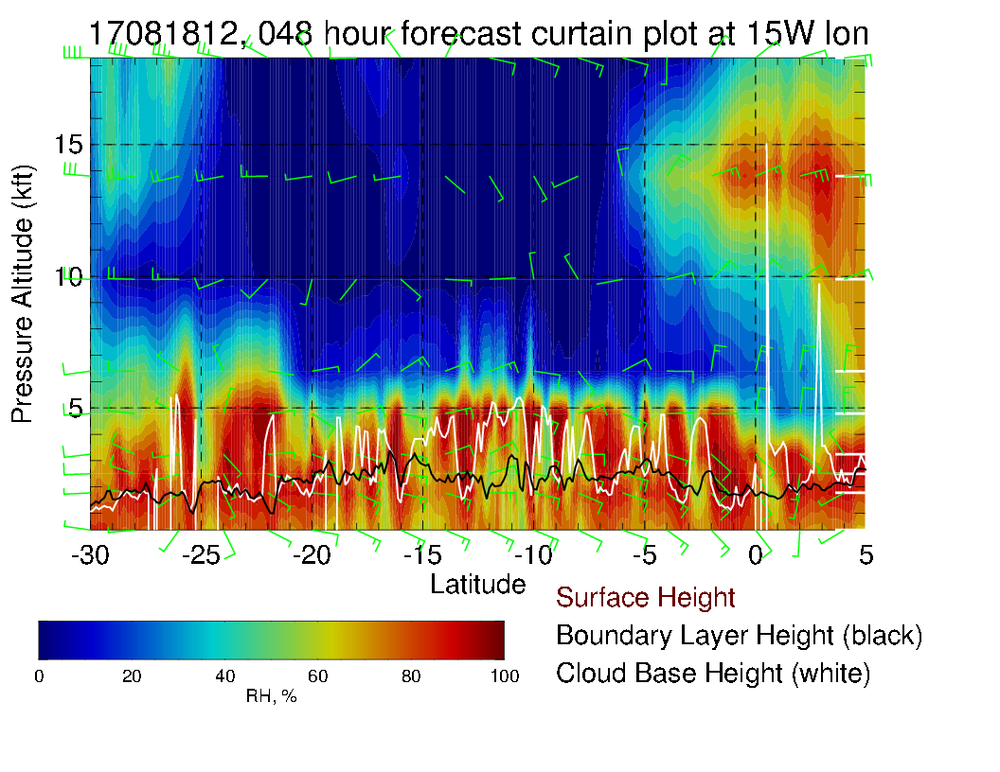 17081812, 048 hour forecast curtain plot at 15W lon
Pressure Altitude (kft)
15
10
5
-30 -25 -20 -15 -10 -5 0 5
Latitude
Surface Height
Boundary Layer Height (black)
Cloud Base Height (white)
0 20 40 60 80 100
RH, %